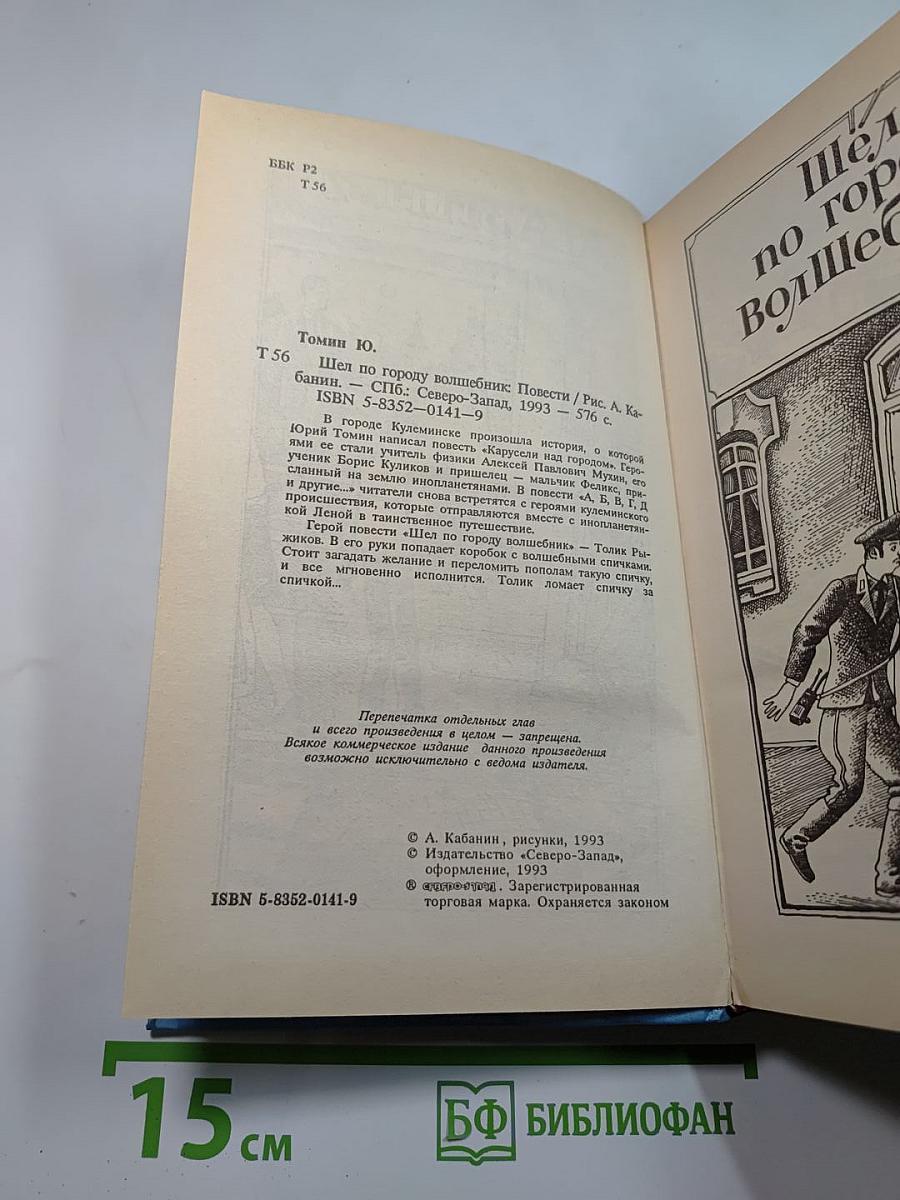 ББК Р2
Т 56
Томин Ю.
Т 56 Шел по городу волшебник: Повести / Рис. А. Ка-
банин. — СПб.: Северо-Запад, 1993 — 576 с.
ISBN 5-8352—0141—9
В городе Кулеминске произошла история, о которой
Юрий Томин написал повесть «Карусели над городом». Геро-
ями ее стали учитель физики Алексей Павлович Мухин, его
ученик Борис Куликов и пришелец — мальчик Феликс, при-
сланный на землю инопланетянами. В повести «А, Б, В, Г, Д
и другие...» читатели снова встретятся с героями кулеминского
происшествия, которые отправляются вместе с инопланетян-
кой Леной в таинственное путешествие.
Герой повести «Шел по городу волшебник» — Толик Ры-
жиков. В его руки попадает коробок с волшебными спичками.
Стоит загадать желание и переломить пополам такую спичку,
и все мгновенно исполнится. Толик ломает спичку за
спичкой...
Перепечатка отдельных глав
и всего произведения в целом — запрещена.
Всякое коммерческое издание данного произведения
возможно исключительно с ведома издателя.
© А. Кабанин, рисунки, 1993
© Издательство «Северо-Запад»,
оформление, 1993
® северо-запад. Зарегистрированная
торговая марка. Охраняется законом
ISBN 5-8352-0141-9
Шёл
по горо
волшеб
15 см
БФ БИБЛИОФАН